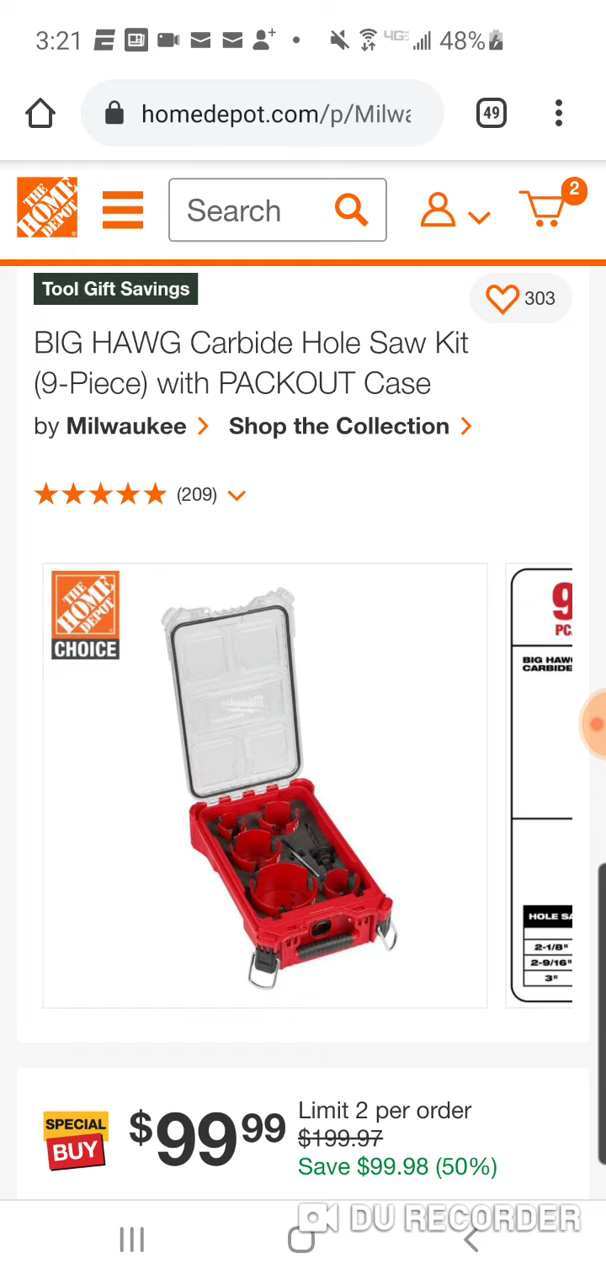 3:21
4GE
48%
homedepot.com/p/Milwa
49
THE HOME DEPOT
Search
2
Tool Gift Savings
303
BIG HAWG Carbide Hole Saw Kit
(9-Piece) with PACKOUT Case
by Milwaukee
Shop the Collection
(209)
THE HOME DEPOT
CHOICE
Milwaukee
9
PC
BIG HAW
CARBIDE
HOLE SA
2-1/8"
2-9/16"
3"
SPECIAL
BUY
$99 99
Limit 2 per order
$199.97
Save $99.98 (50%)
DU RECORDER